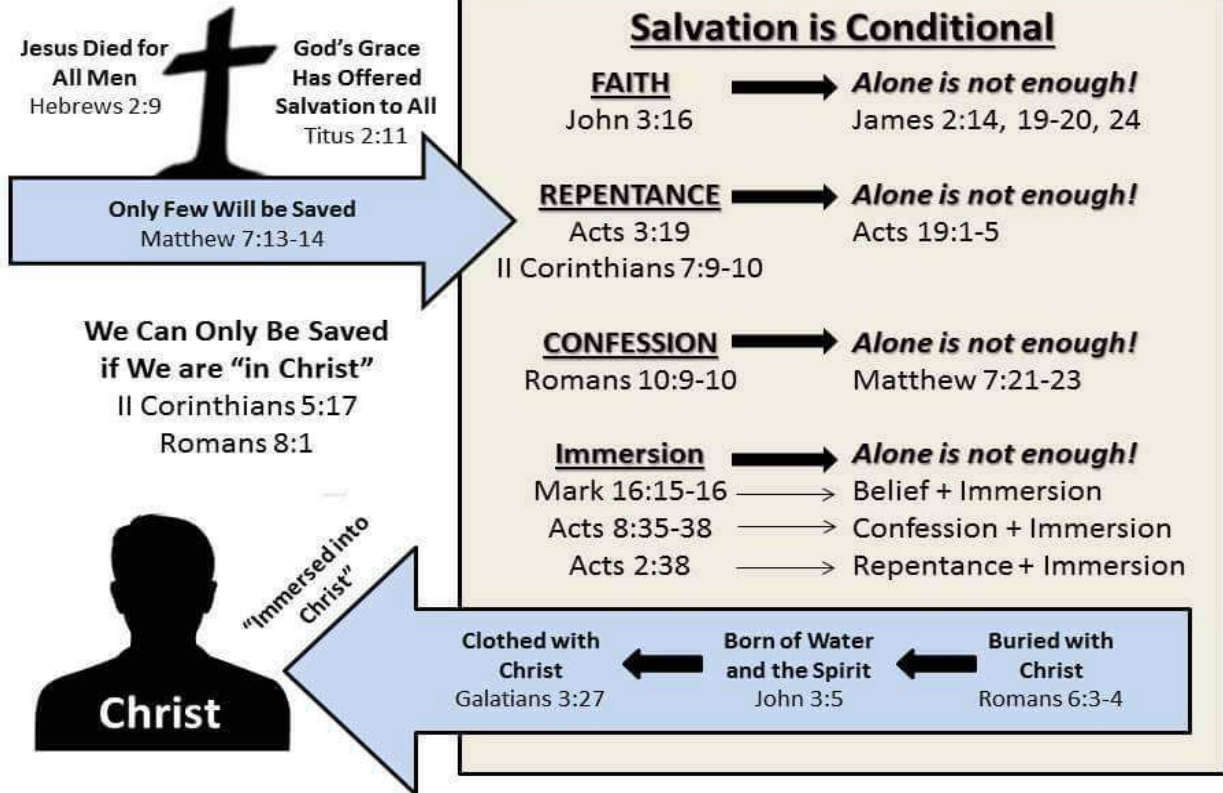 Jesus Died for
All Men
Hebrews 2:9
God's Grace
Has Offered
Salvation to All
Titus 2:11
Only Few Will be Saved
Matthew 7:13-14
We Can Only Be Saved
if We are “in Christ”
II Corinthians 5:17
Romans 8:1
Salvation is Conditional
FAITH
John 3:16
Alone is not enough!
James 2:14, 19-20, 24
REPENTANCE
Acts 3:19
II Corinthians 7:9-10
Alone is not enough!
Acts 19:1-5
CONFESSION
Romans 10:9-10
Alone is not enough!
Matthew 7:21-23
Immersion
Alone is not enough!
Mark 16:15-16
Belief + Immersion
Acts 8:35-38
Confession + Immersion
Acts 2:38
Repentance + Immersion
Buried with
Christ
Romans 6:3-4
Born of Water
and the Spirit
John 3:5
Clothed with
Christ
Galatians 3:27
“Immersed into
Christ”
Christ